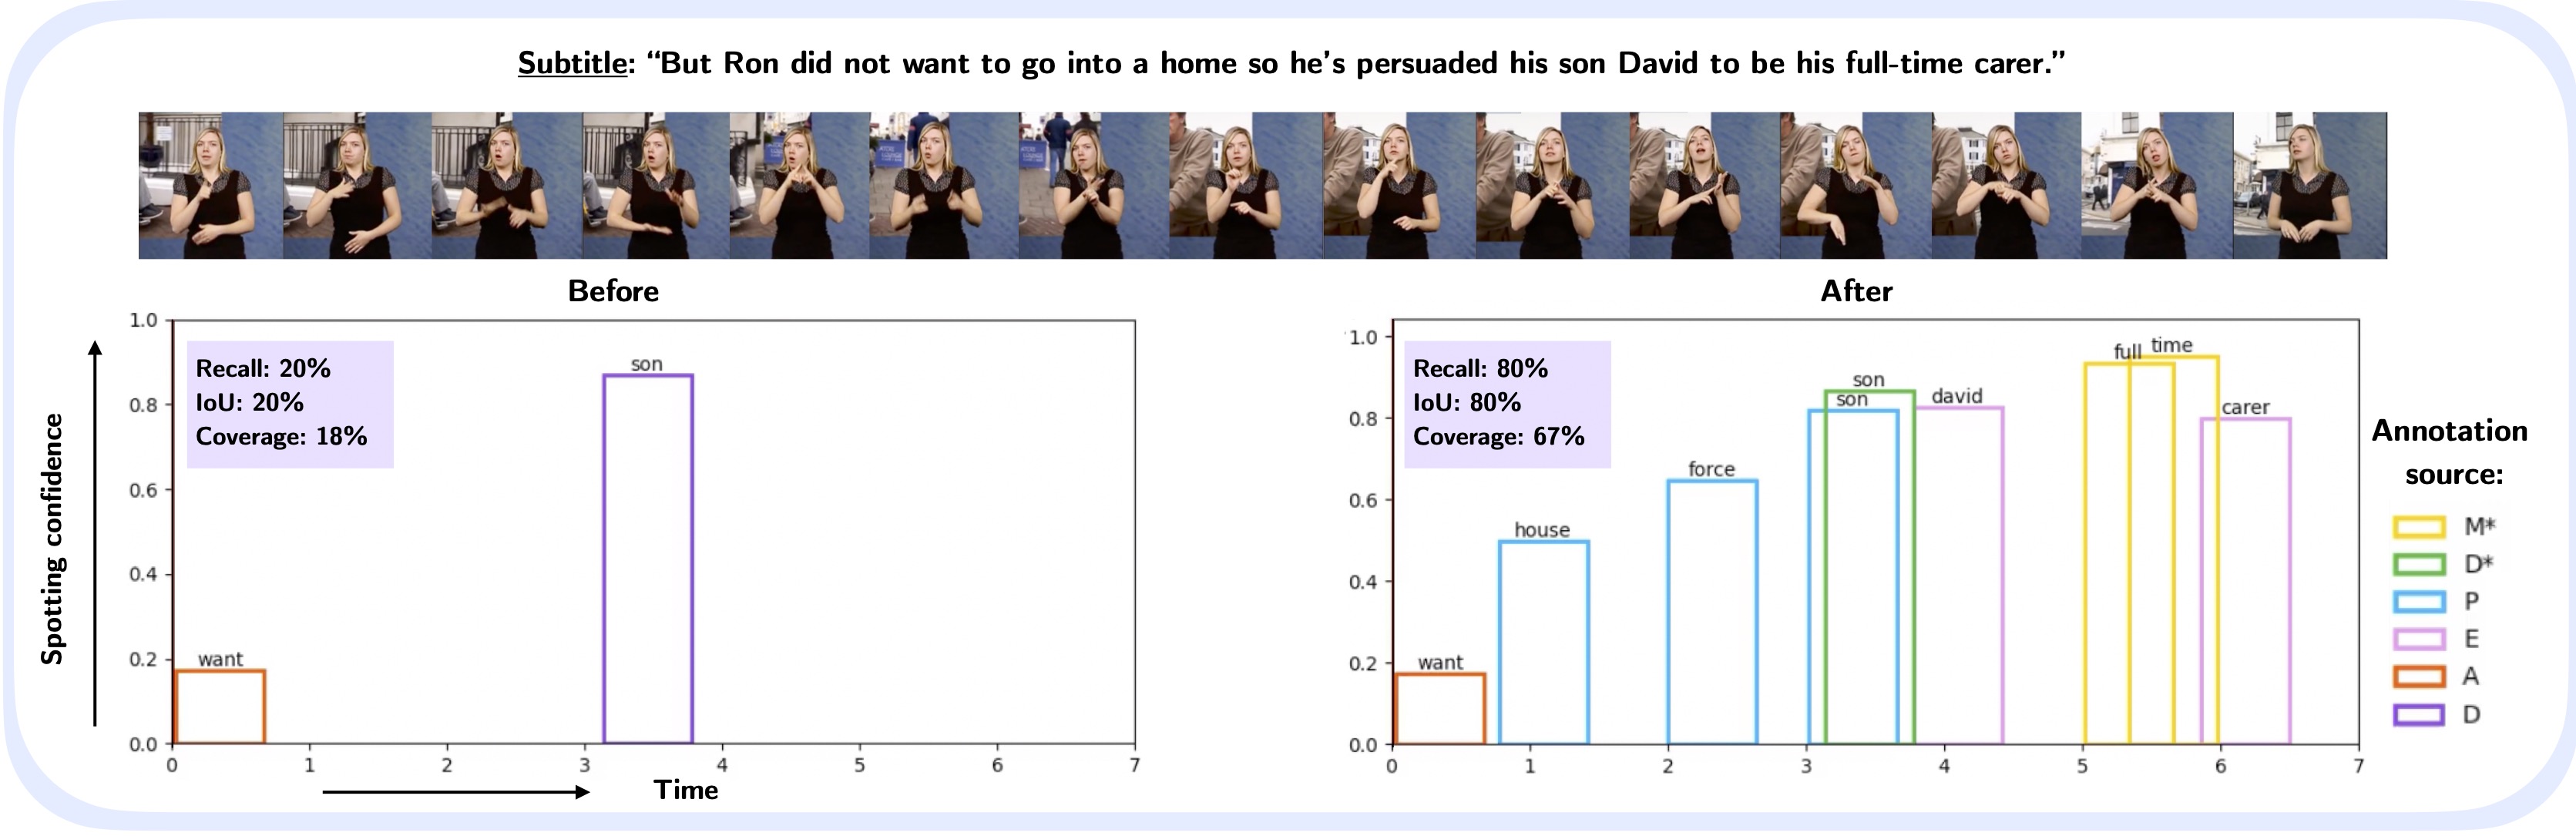 Subtitle: “But Ron did not want to go into a home so he’s persuaded his son David to be his full-time carer.”
Before
After
1.0
0.8
0.6
0.4
0.2
0.0
Spotting confidence
Recall: 20%
IoU: 20%
Coverage: 18%
want
son
0 1 2 3 4 5 6 7
Time
1.0
0.8
0.6
0.4
0.2
0.0
Recall: 80%
IoU: 80%
Coverage: 67%
want
house
force
son
son
david
full
time
carer
0 1 2 3 4 5 6 7
Annotation
source:
M*
D*
P
E
A
D